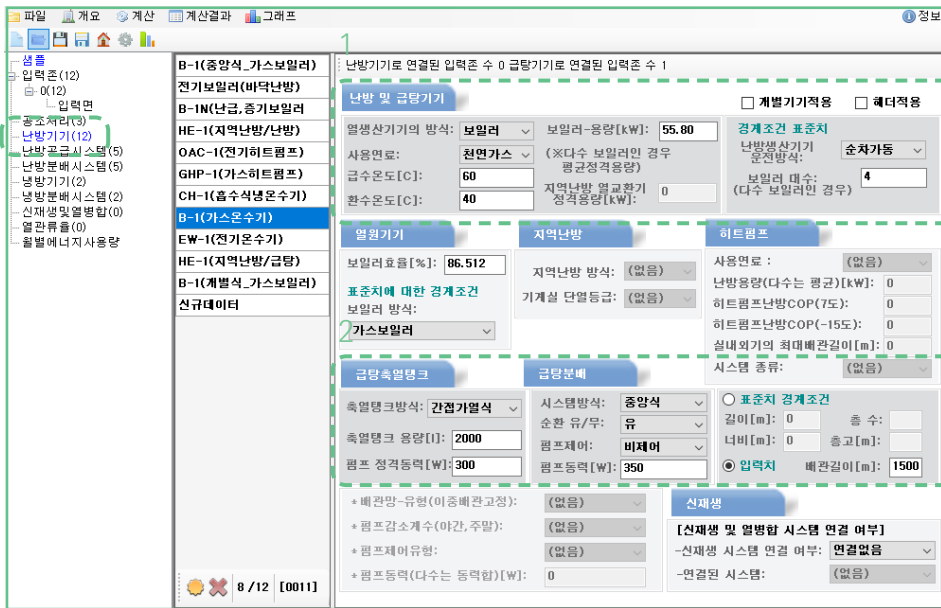 파일 개요 계산 계산결과 그래프 정보
1
샘플
입력존(12)
0(12)
입력면
공조처리(3)
난방기기(12)
난방공급시스템(5)
난방분배시스템(5)
냉방기기(2)
냉방분배시스템(2)
신재생및열병합(0)
열관류율(0)
월별에너지사용량
B-1(중앙식_가스보일러)
전기보일러(바닥난방)
B-1N(난급,증기보일러
HE-1(지역난방/난방)
OAC-1(전기히트펌프)
GHP-1(가스히트펌프)
CH-1(흡수식냉온수기)
B-1(가스온수기)
EW-1(전기온수기)
HE-1(지역난방/급탕)
B-1(개별식_가스보일러)
신규데이터
8 /12 [0011]
난방기기로 연결된 입력존 수 0 급탕기기로 연결된 입력존 수 1
난방 및 급탕기기
개별기기적용 헤더적용
열생산기기의 방식: 보일러
사용연료: 천연가스
급수온도[C]: 60
환수온도[C]: 40
보일러-용량[kW]: 55.80
(※다수 보일러인 경우
평균정격용량)
지역난방 열교환기
정격용량[kW]: 0
경계조건 표준치
난방생산기기
운전방식: 순차가동
보일러 대수: 4
(다수 보일러인 경우)
열원기기
보일러효율[%]: 86.512
표준치에 대한 경계조건
보일러 방식:
가스보일러
2
지역난방
지역난방 방식: (없음)
기계실 단열등급: (없음)
히트펌프
사용연료 : (없음)
난방용량(다수는 평균)[kW]: 0
히트펌프난방COP(7도): 0
히트펌프난방COP(-15도): 0
실내외기의 최대배관길이[m]: 0
시스템 종류: (없음)
급탕축열탱크
축열탱크방식: 간접가열식
축열탱크 용량[l]: 2000
펌프 정격동력[W]: 300
급탕분배
시스템방식: 중앙식
순환 유/무: 유
펌프제어: 비제어
펌프동력[W]: 350
표준치 경계조건
길이[m]: 0 층 수:
너비[m]: 0 층고[m]:
입력치 배관길이[m]: 1500
*배관망-유형(이중배관고정): (없음)
*펌프감소계수(야간,주말): (없음)
*펌프제어유형: (없음)
*펌프동력(다수는 동력합)[W]: 0
신재생
[신재생 및 열병합 시스템 연결 여부]
-신재생 시스템 연결 여부: 연결없음
-연결된 시스템: (없음)